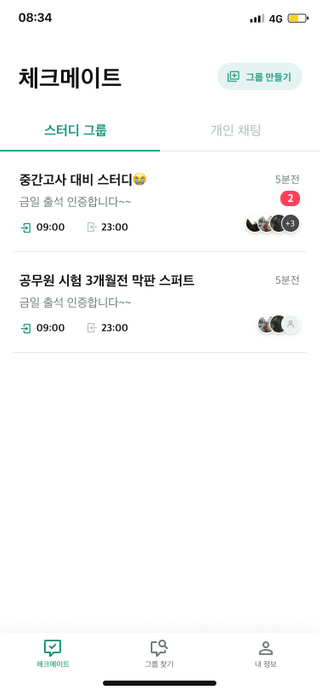 08:34
4G
체크메이트
그룹 만들기
스터디 그룹
개인 채팅
중간고사 대비 스터디😭
5분전
금일 출석 인증합니다~~
2
09:00
23:00
+3
공무원 시험 3개월전 막판 스퍼트
5분전
금일 출석 인증합니다~~
09:00
23:00
체크메이트
그룹 찾기
내 정보